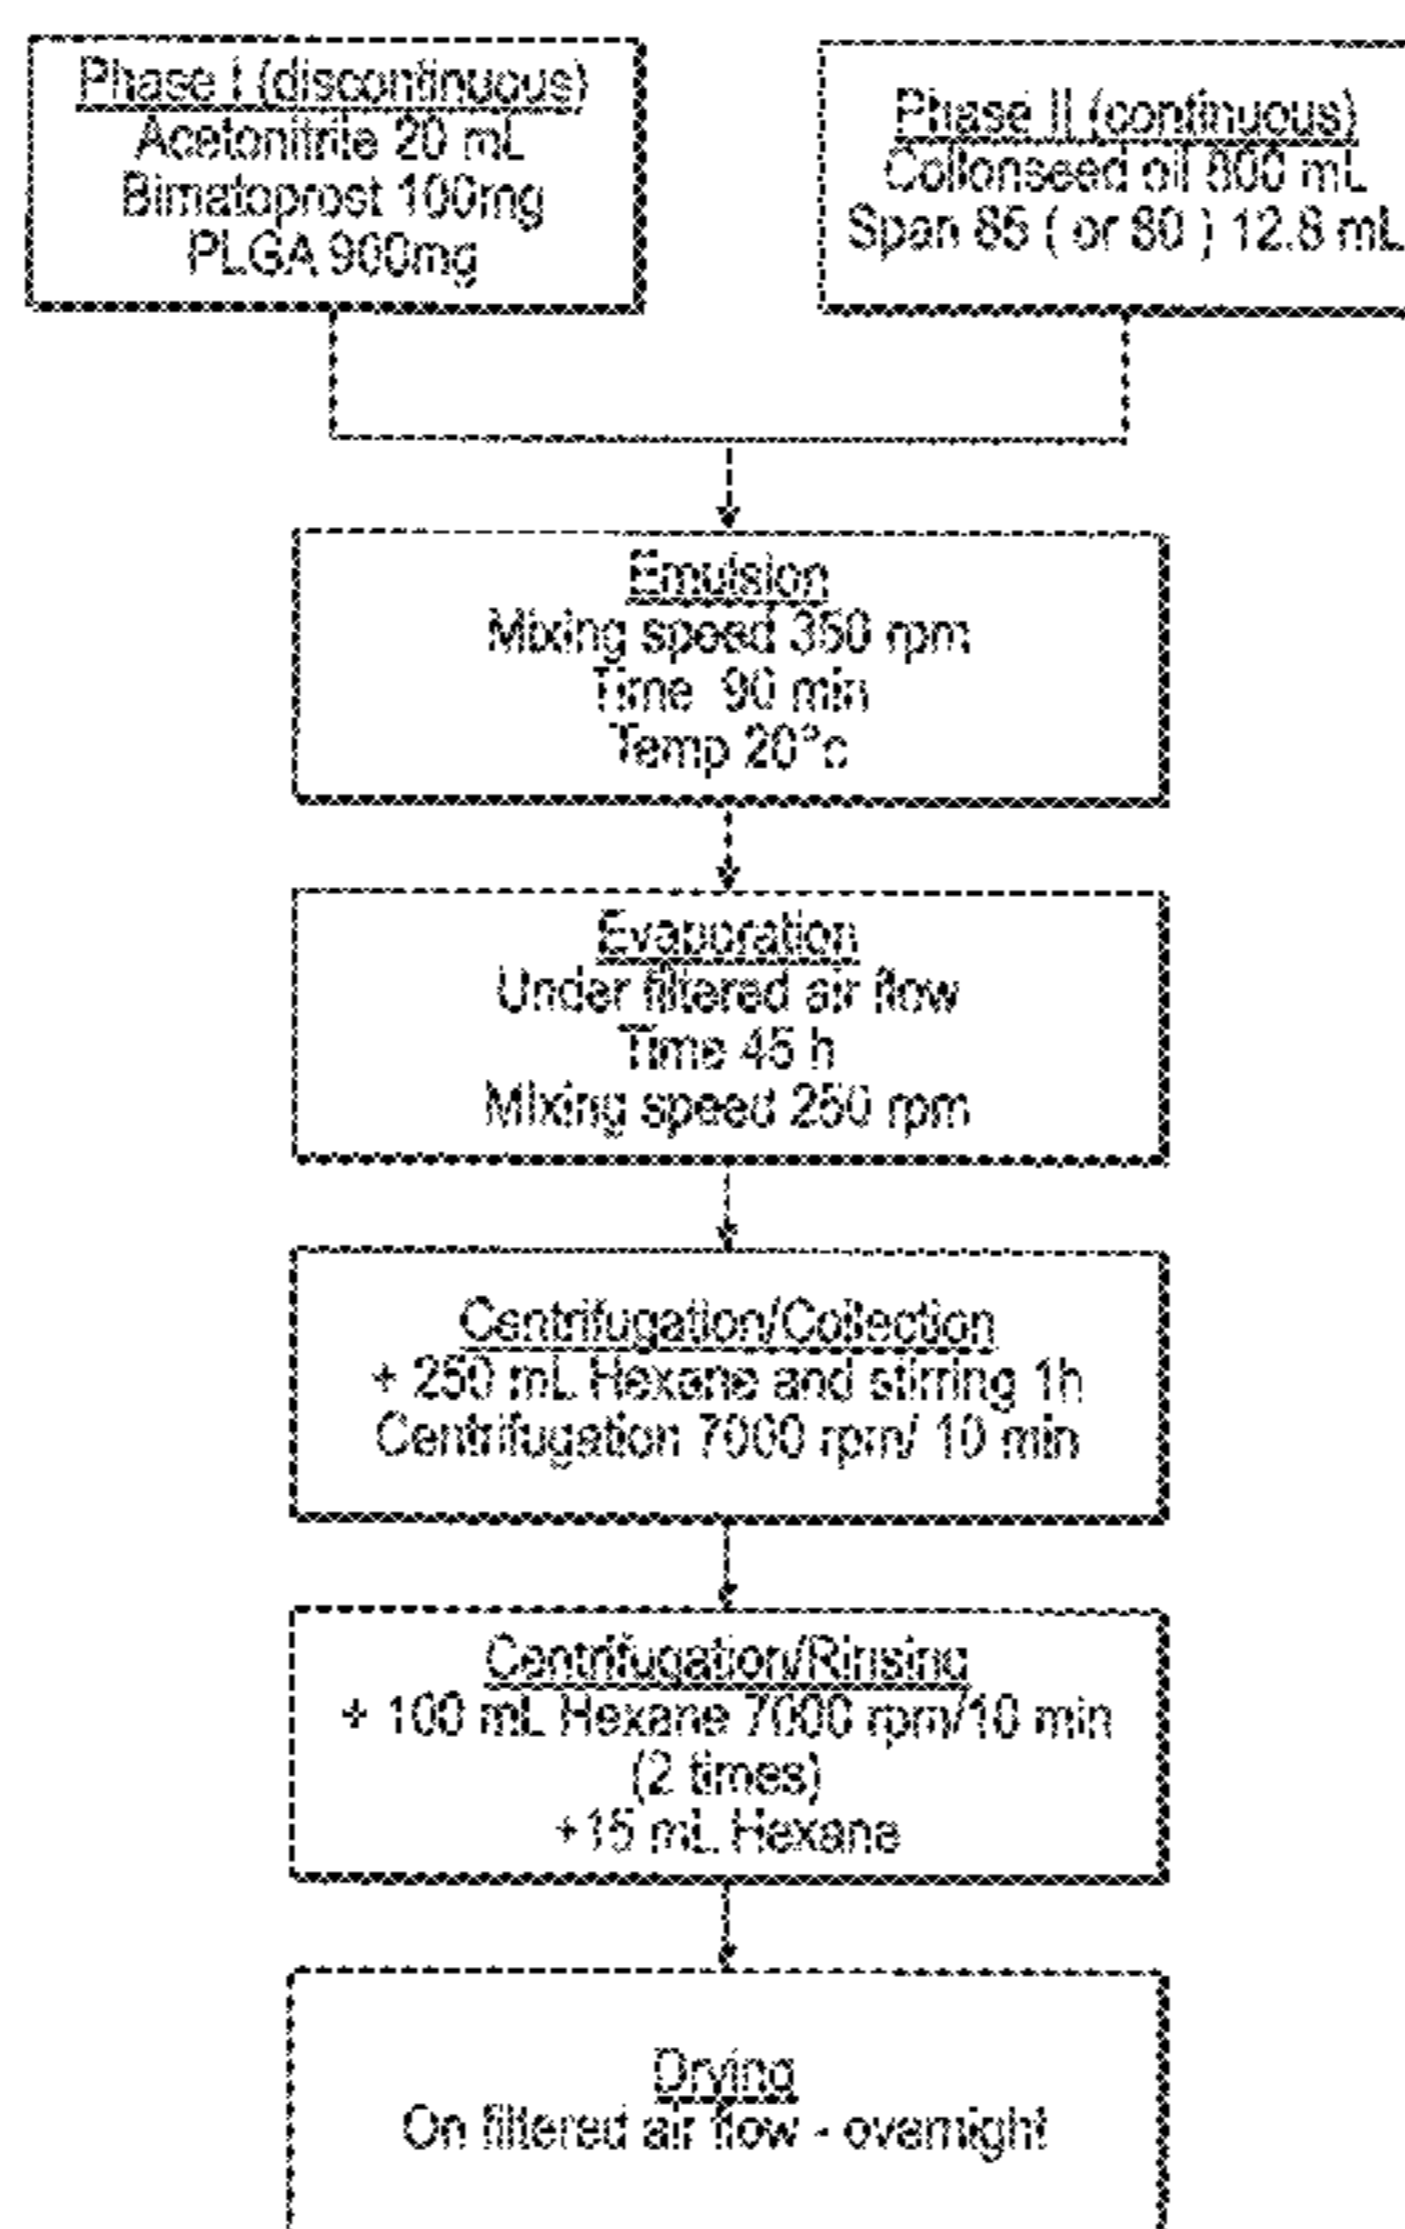 Phase I (discontinuous)
Acetonitrile 20 mL
Bimatoprost 100mg
PLGA 900mg
Phase II (continuous)
Cottonseed oil 800 mL
Span 85 ( or 80 ) 12.8 mL
Emulsion
Mixing speed 350 rpm
Time 90 min
Temp 20°c
Evaporation
Under filtered air flow
Time 45 h
Mixing speed 250 rpm
Centrifugation/Collection
+ 250 mL Hexane and stirring 1h
Centrifugation 7000 rpm/ 10 min
Centrifugation/Rinsing
+ 100 mL Hexane 7000 rpm/10 min
(2 times)
+15 mL Hexane
Drying
On filtered air flow - overnight